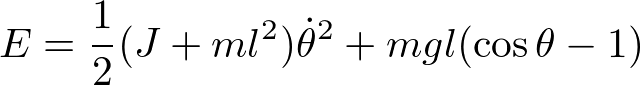 E = \frac{1}{2}(J + ml^2)\dot{\theta}^2 + mgl(\cos\theta - 1)